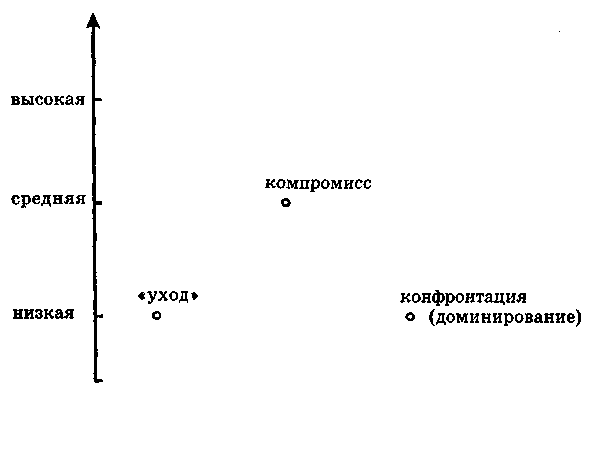 высокая
компромисс
средняя
«уход»
конфронтация
низкая
(доминирование)